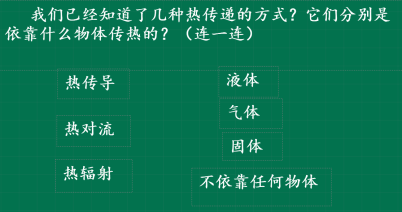 我们已经知道了几种热传递的方式？它们分别是
依靠什么物体传热的？（连一连）
热传导
液体
气体
热对流
固体
热辐射
不依靠任何物体